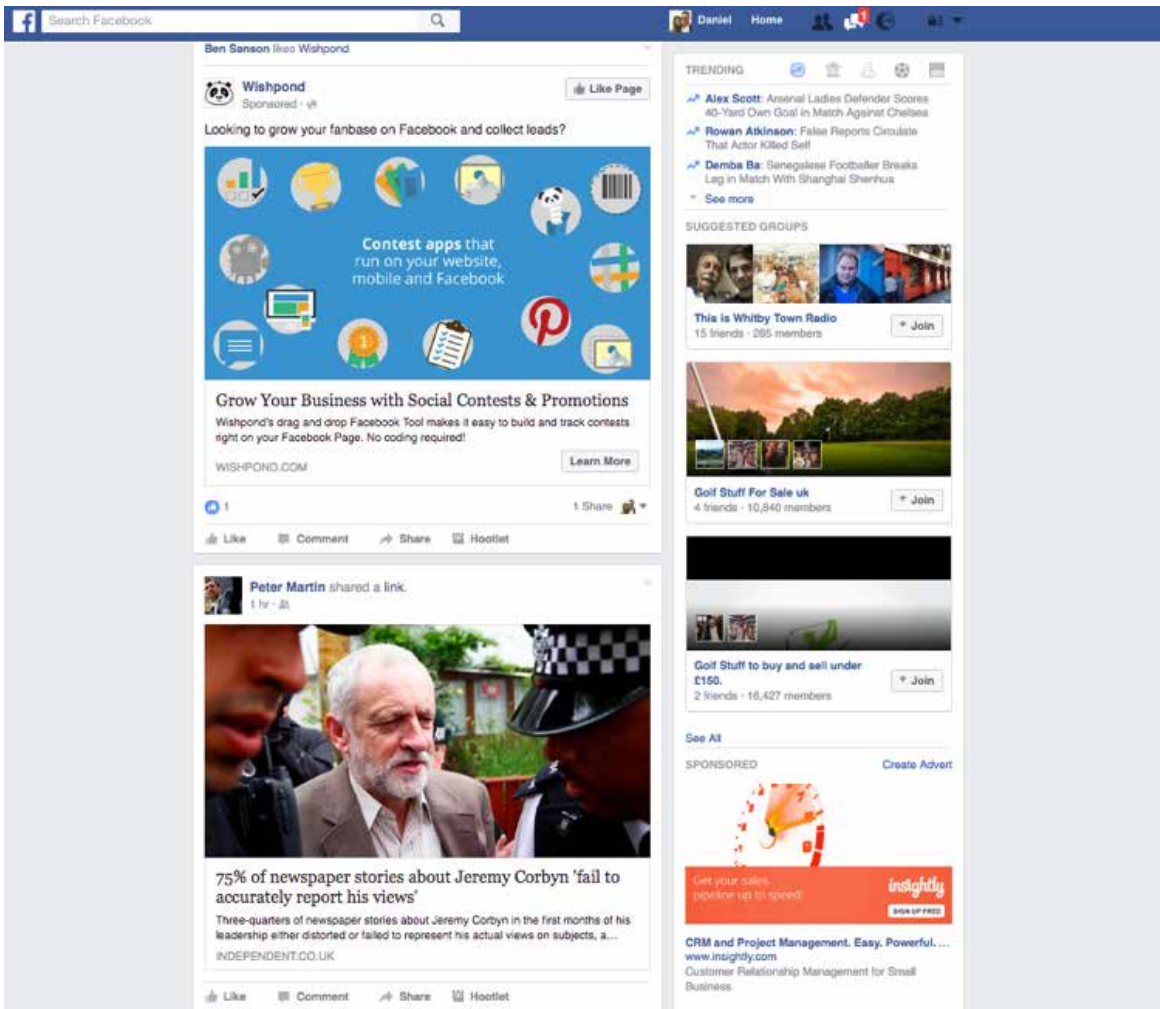 Search Facebook
Daniel Home
1
Ben Sanson likes Wishpond.
Wishpond
Sponsored ·
Like Page
Looking to grow your fanbase on Facebook and collect leads?
Contest apps that
run on your website,
mobile and Facebook
1
Grow Your Business with Social Contests & Promotions
Wishpond's drag and drop Facebook Tool makes it easy to build and track contests
right on your Facebook Page. No coding required!
WISHPOND.COM
Learn More
1
1 Share
Like Comment Share Hootlet
Peter Martin shared a link.
1 hr ·
75% of newspaper stories about Jeremy Corbyn 'fail to
accurately report his views'
Three-quarters of newspaper stories about Jeremy Corbyn in the first months of his
leadership either distorted or failed to represent his actual views on subjects, a...
INDEPENDENT.CO.UK
Like Comment Share Hootlet
TRENDING
Alex Scott: Arsenal Ladies Defender Scores
40-Yard Own Goal in Match Against Chelsea
Rowan Atkinson: False Reports Circulate
That Actor Killed Self
Demba Ba: Senegalese Footballer Breaks
Leg in Match With Shanghai Shenhua
See more
SUGGESTED GROUPS
This is Whitby Town Radio
15 friends · 265 members
+ Join
Golf Stuff For Sale uk
4 friends · 10,840 members
+ Join
Golf Stuff to buy and sell under
£150.
2 friends · 16,427 members
+ Join
See All
SPONSORED
Create Advert
Get your sales
pipeline up to speed!
insightly
SIGN UP FREE
CRM and Project Management. Easy. Powerful. ...
www.insightly.com
Customer Relationship Management for Small
Business